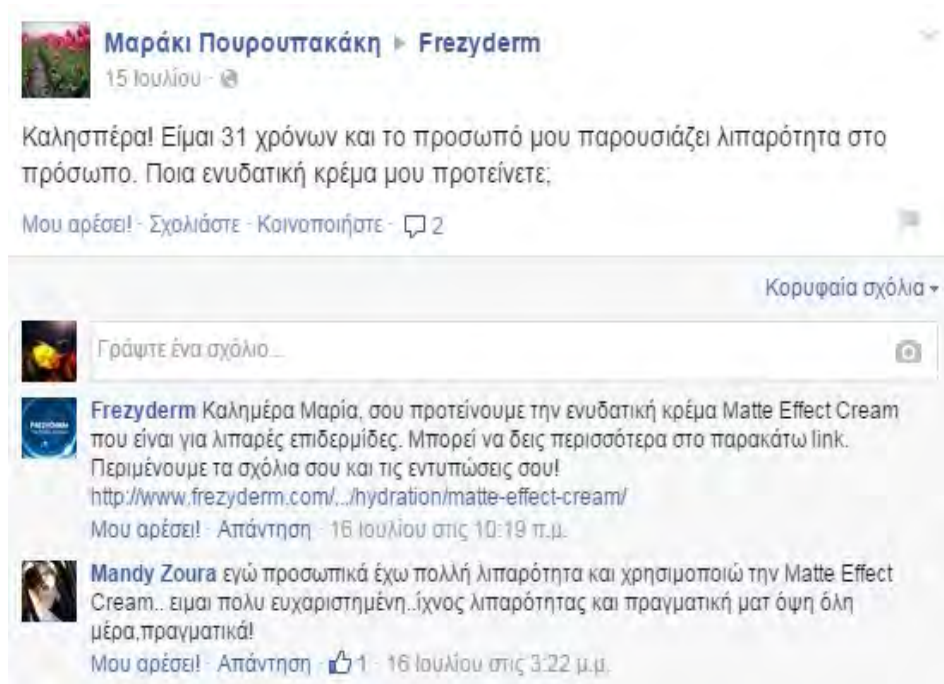 Μαράκι Πουρουπακάκη ▸ Frezyderm
15 Ιουλίου ·
Καλησπέρα! Είμαι 31 χρόνων και το προσωπό μου παρουσιάζει λιπαρότητα στο
πρόσωπο. Ποια ενυδατική κρέμα μου προτείνετε;
Μου αρέσει! · Σχολιάστε · Κοινοποιήστε · 2
Κορυφαία σχόλια
Γράψτε ένα σχόλιο...
FREZYDERM
Frezyderm Καλημέρα Μαρία, σου προτείνουμε την ενυδατική κρέμα Matte Effect Cream
που είναι για λιπαρές επιδερμίδες. Μπορεί να δεις περισσότερα στο παρακάτω link.
Περιμένουμε τα σχόλια σου και τις εντυπώσεις σου!
http://www.frezyderm.com/.../hydration/matte-effect-cream/
Μου αρέσει! · Απάντηση · 16 Ιουλίου στις 10:19 π.μ.
Mandy Zoura εγώ προσωπικά έχω πολλή λιπαρότητα και χρησιμοποιώ την Matte Effect
Cream.. ειμαι πολυ ευχαριστημένη..ίχνος λιπαρότητας και πραγματική ματ όψη όλη
μέρα,πραγματικά!
Μου αρέσει! · Απάντηση · 1 · 16 Ιουλίου στις 3:22 μ.μ.